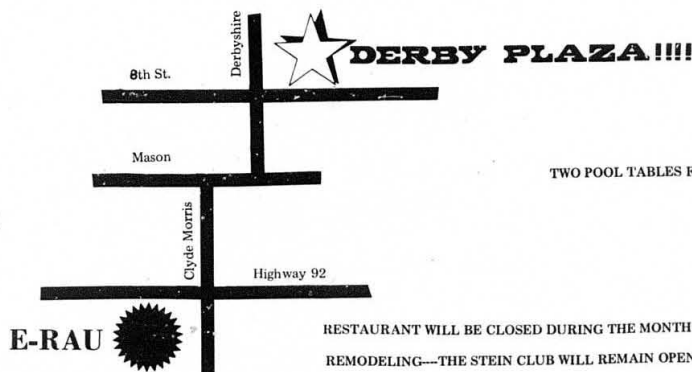 Derbyshire
DERBY PLAZA!!!!
8th St.
Mason
TWO POOL TABLES
Clyde Morris
Highway 92
E-RAU
RESTAURANT WILL BE CLOSED DURING THE MONTH
REMODELING---THE STEIN CLUB WILL REMAIN OPEN